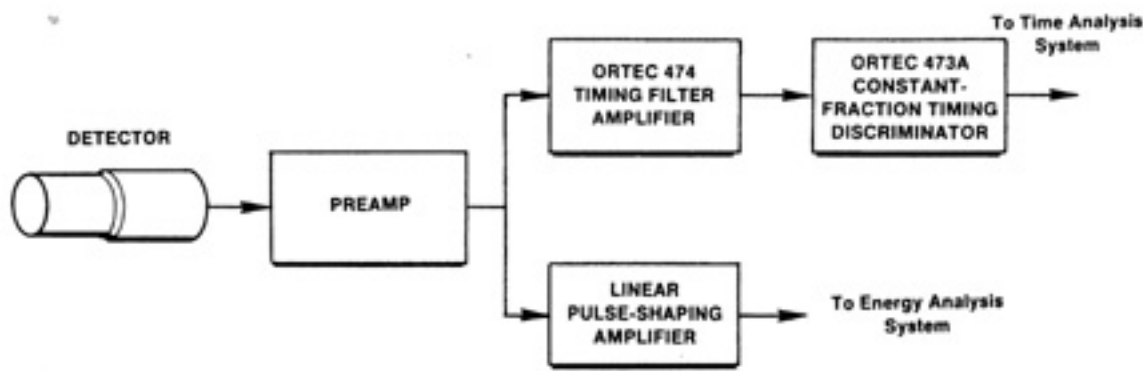 DETECTOR
PREAMP
ORTEC 474
TIMING FILTER
AMPLIFIER
ORTEC 473A
CONSTANT-
FRACTION TIMING
DISCRIMINATOR
To Time Analysis
System
LINEAR
PULSE-SHAPING
AMPLIFIER
To Energy Analysis
System